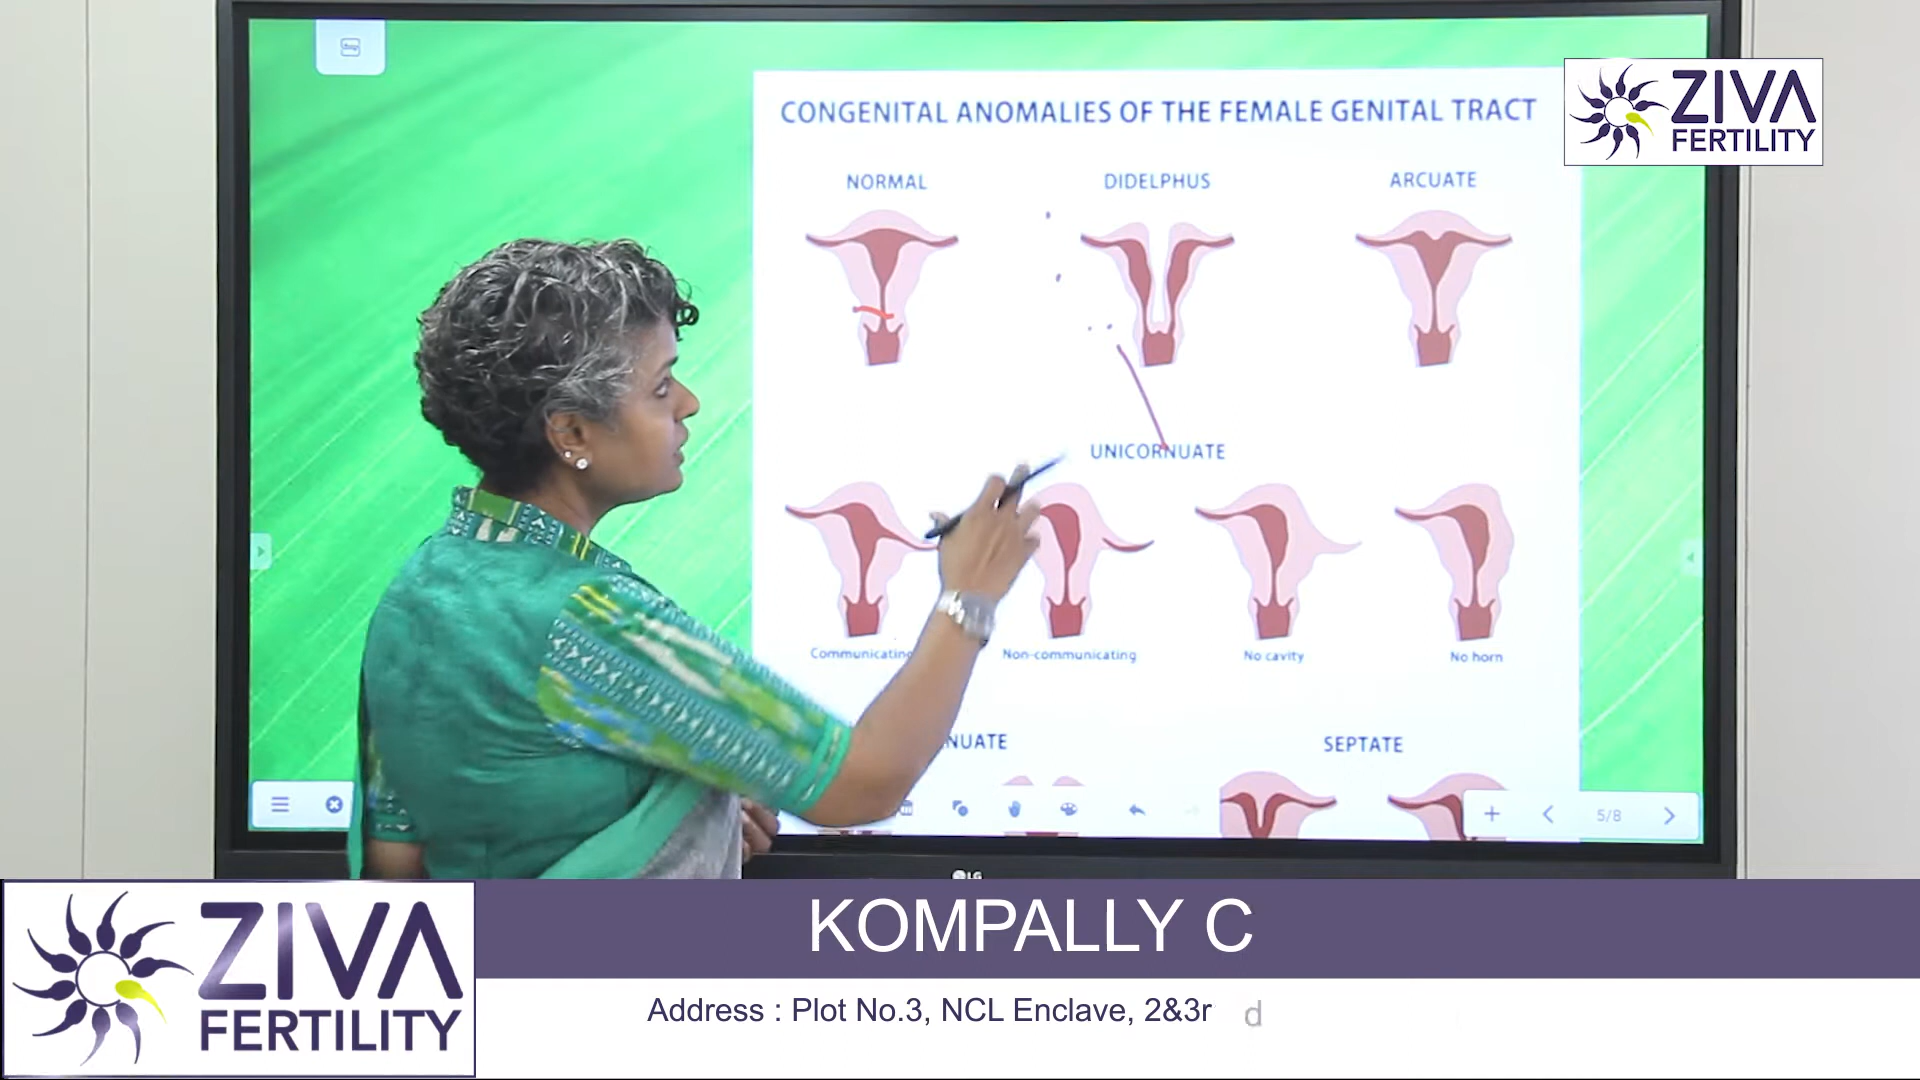 CONGENITAL ANOMALIES OF THE FEMALE GENITAL TRACT
ZIVA
FERTILITY
NORMAL
DIDELPHUS
ARCUATE
UNICORNUATE
Communicating
Non-communicating
No cavity
No horn
NUATE
SEPTATE
5/8
LG
ZIVA
FERTILITY
KOMPALLY C
Address : Plot No.3, NCL Enclave, 2&3r d